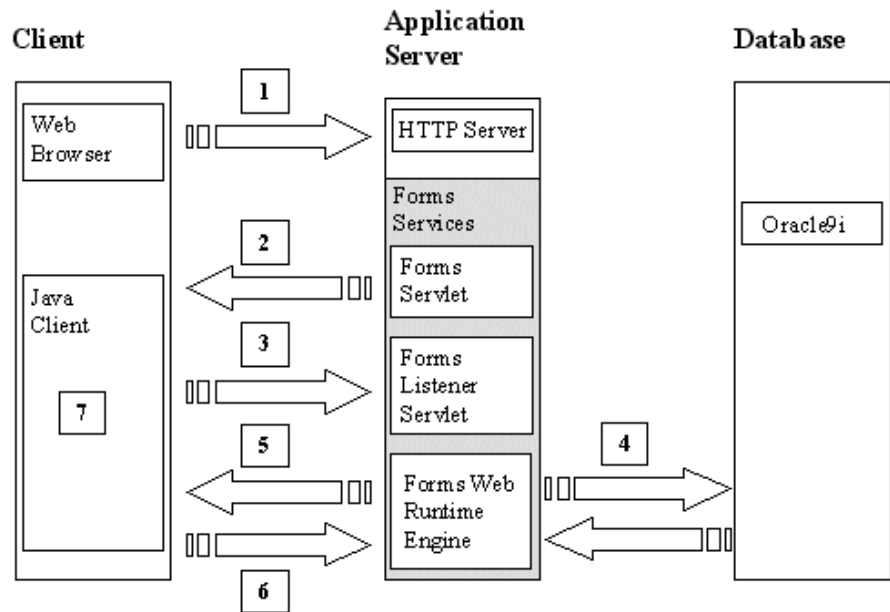 Client
Application
Server
Database
1
Web
Browser
HTTP Server
Forms
Services
Oracle9i
2
Forms
Servlet
Java
Client
3
Forms
Listener
Servlet
7
5
4
Forms Web
Runtime
Engine
6